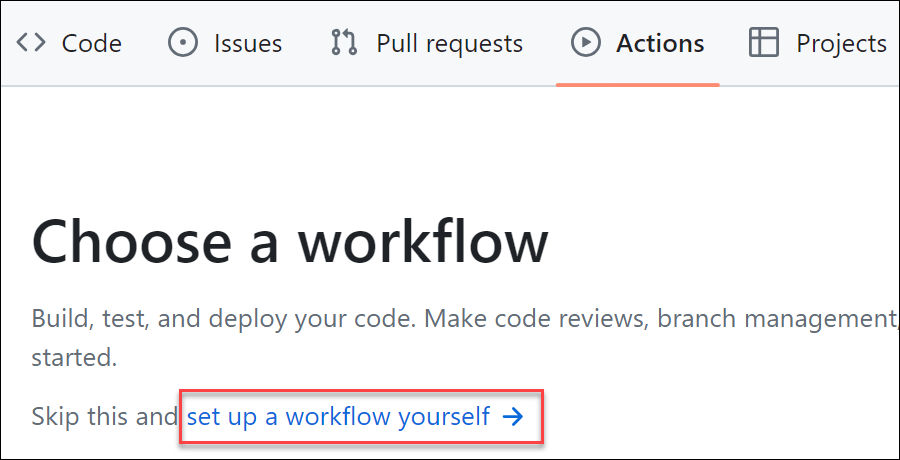 Code Issues Pull requests Actions Projects
Choose a workflow
Build, test, and deploy your code. Make code reviews, branch management,
started.
Skip this and set up a workflow yourself →